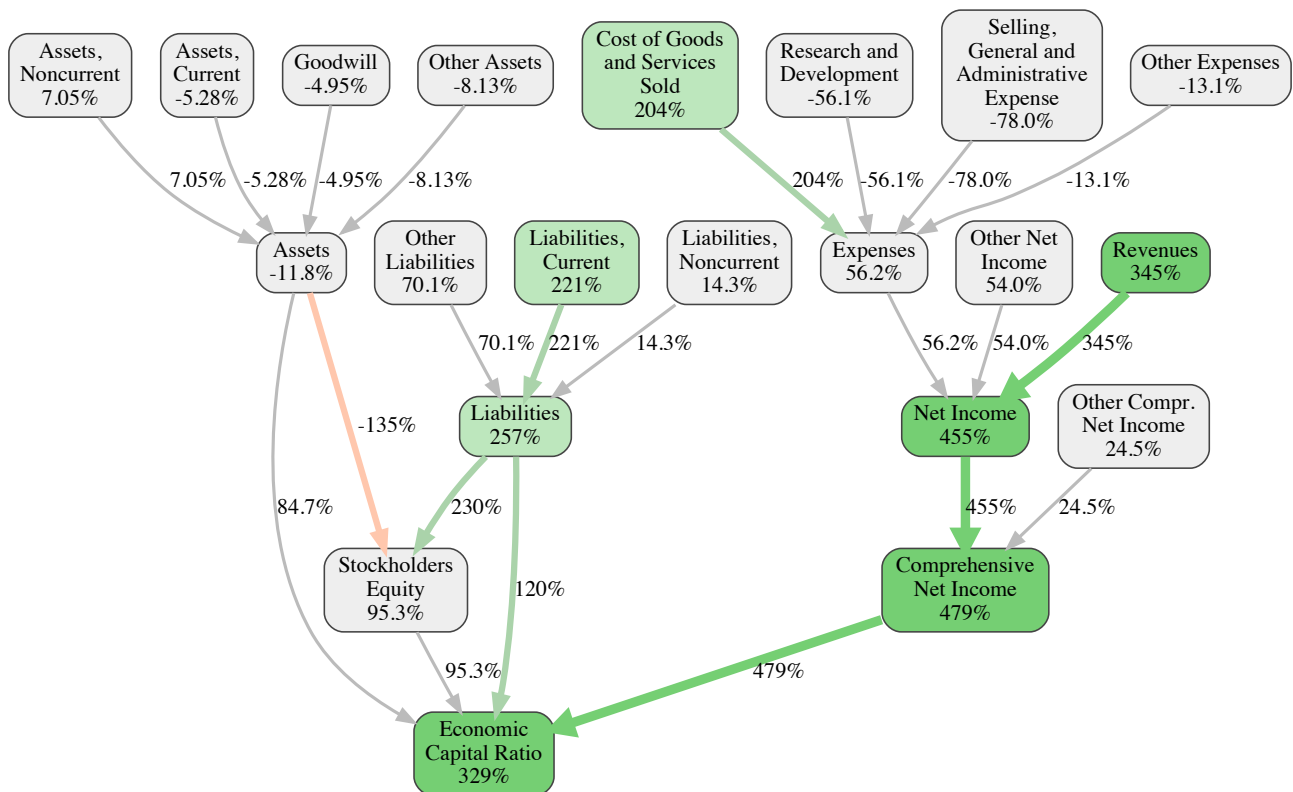 Assets,
Noncurrent
7.05%
Assets,
Current
-5.28%
Goodwill
-4.95%
Other Assets
-8.13%
Cost of Goods
and Services
Sold
204%
Research and
Development
-56.1%
Selling,
General and
Administrative
Expense
-78.0%
Other Expenses
-13.1%
7.05%
-5.28%
-4.95%
-8.13%
204%
-56.1%
-78.0%
-13.1%
Assets
-11.8%
Other
Liabilities
70.1%
Liabilities,
Current
221%
Liabilities,
Noncurrent
14.3%
Expenses
56.2%
Other Net
Income
54.0%
Revenues
345%
70.1%
221%
14.3%
56.2%
54.0%
345%
-135%
Liabilities
257%
Net Income
455%
Other Compr.
Net Income
24.5%
84.7%
230%
455%
24.5%
Stockholders
Equity
95.3%
120%
Comprehensive
Net Income
479%
95.3%
479%
Economic
Capital Ratio
329%